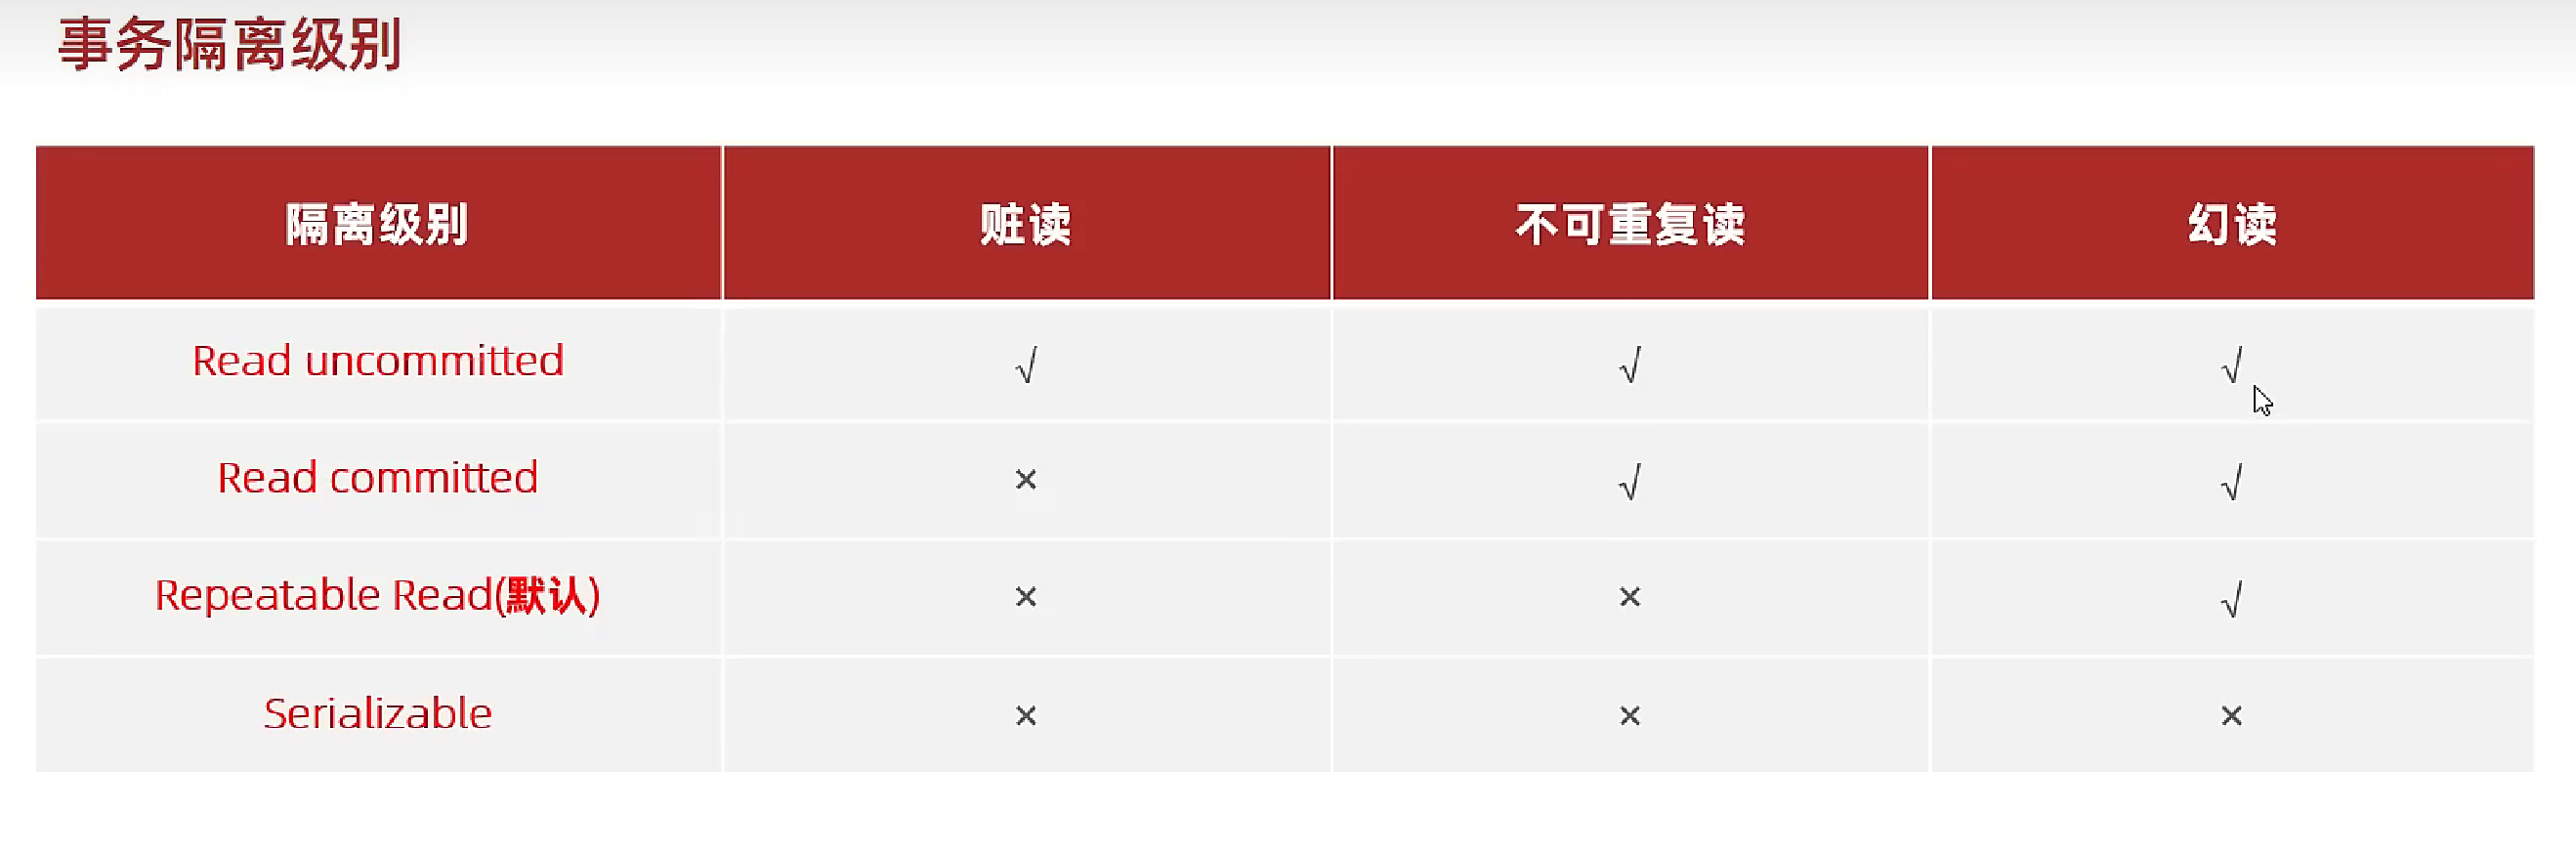 事务隔离级别
隔离级别 脏读 不可重复读 幻读
Read uncommitted √ √ √
Read committed × √ √
Repeatable Read(默认) × × √
Serializable × × ×